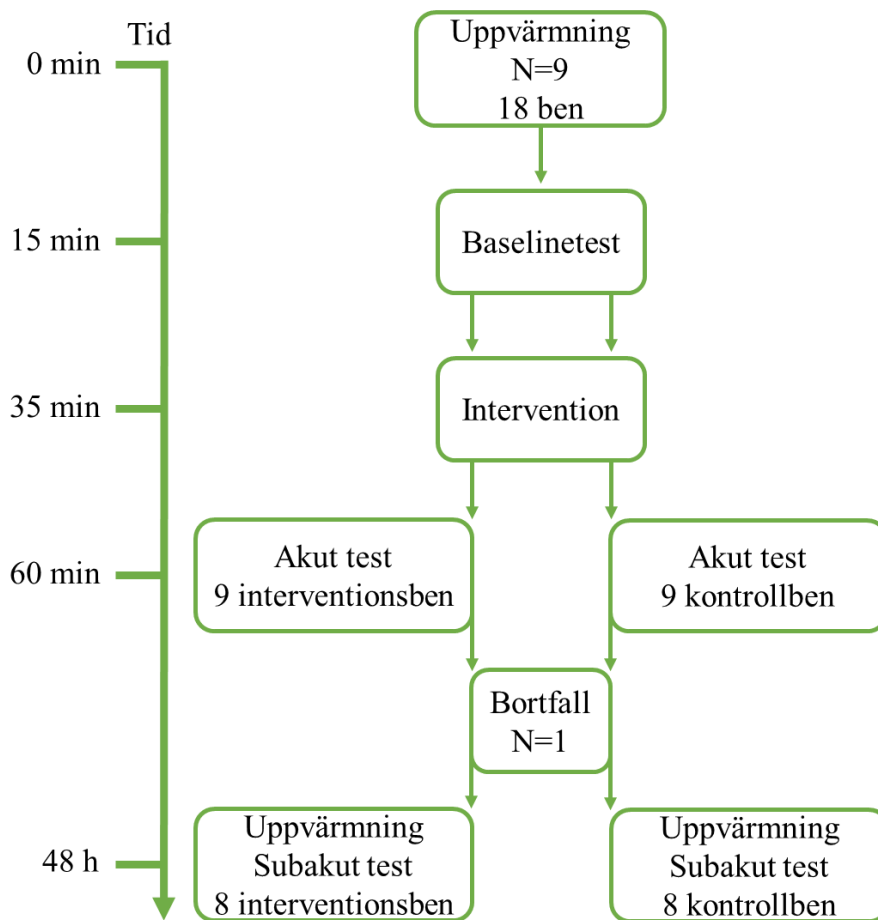 Tid
0 min
Uppvärmning
N=9
18 ben
15 min
Baselinetest
35 min
Intervention
60 min
Akut test
9 interventionsben
Akut test
9 kontrollben
Bortfall
N=1
48 h
Uppvärmning
Subakut test
8 interventionsben
Uppvärmning
Subakut test
8 kontrollben